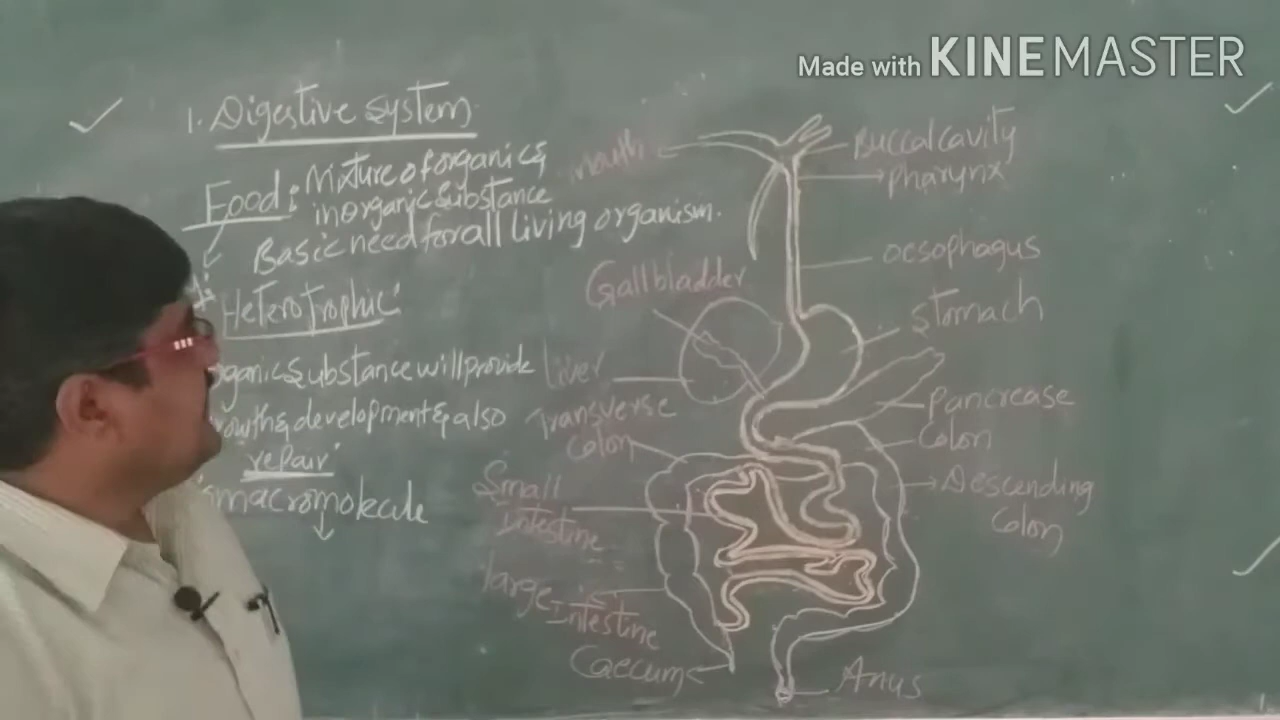 Made with KINEMASTER
1. Digestive system
Food: Mixture of organic &
inorganic substance
Basic need for all living organism.
Heterotrophic
organic substance will provide
growth & development & also
"repair"
macromolecule
mouth
Buccal cavity
Pharynx
oesophagus
Gallbladder
Stomach
liver
Pancrease
Transverse
Colon
Colon
Descending
Colon
Small
Intestine
large Intestine
Caecum
Anus